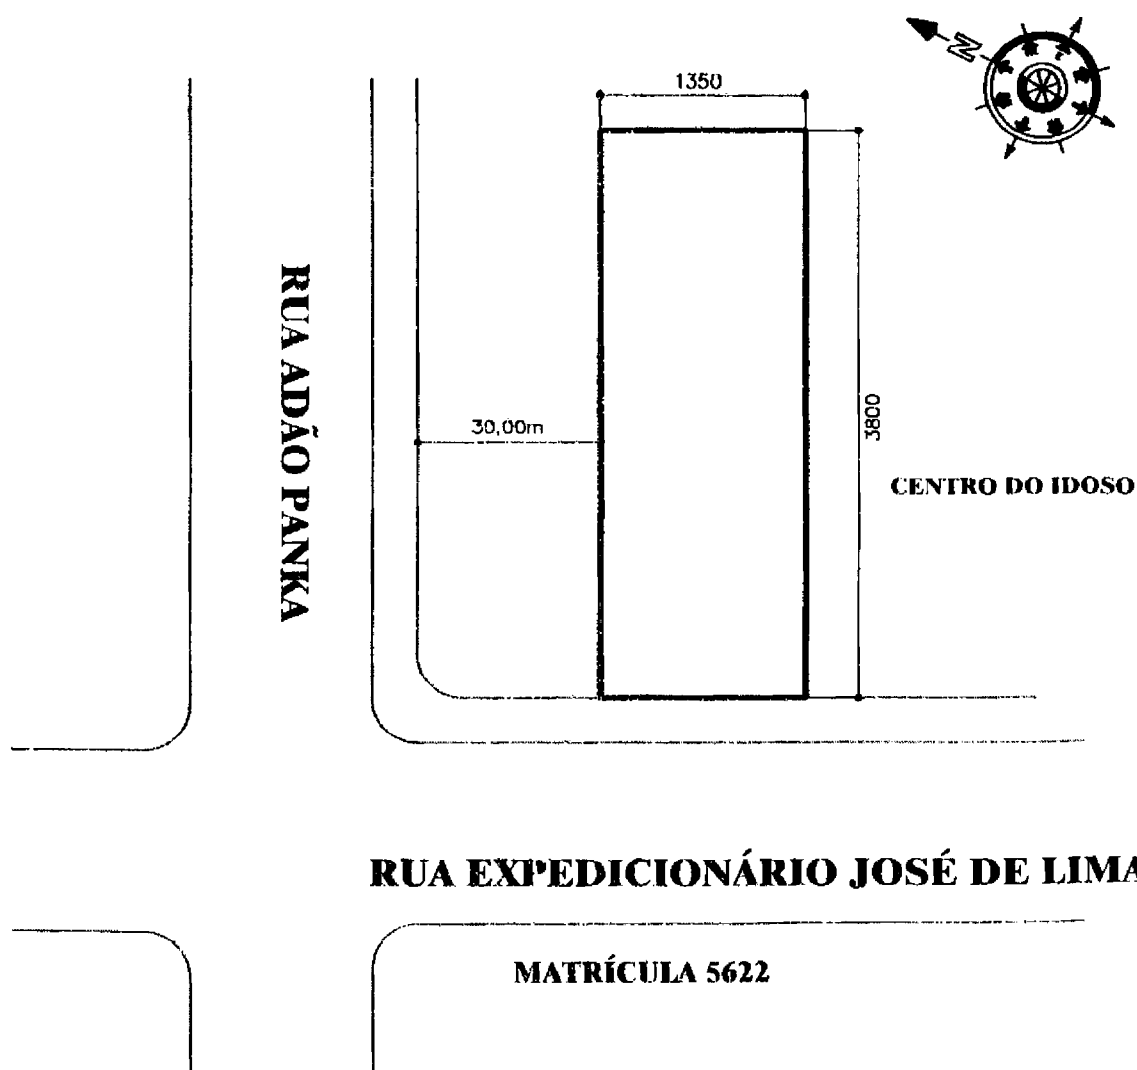 N
1350
RUA ADÃO PANKA
30,00m
3800
CENTRO DO IDOSO
RUA EXPEDICIONÁRIO JOSÉ DE LIMA
MATRÍCULA 5622